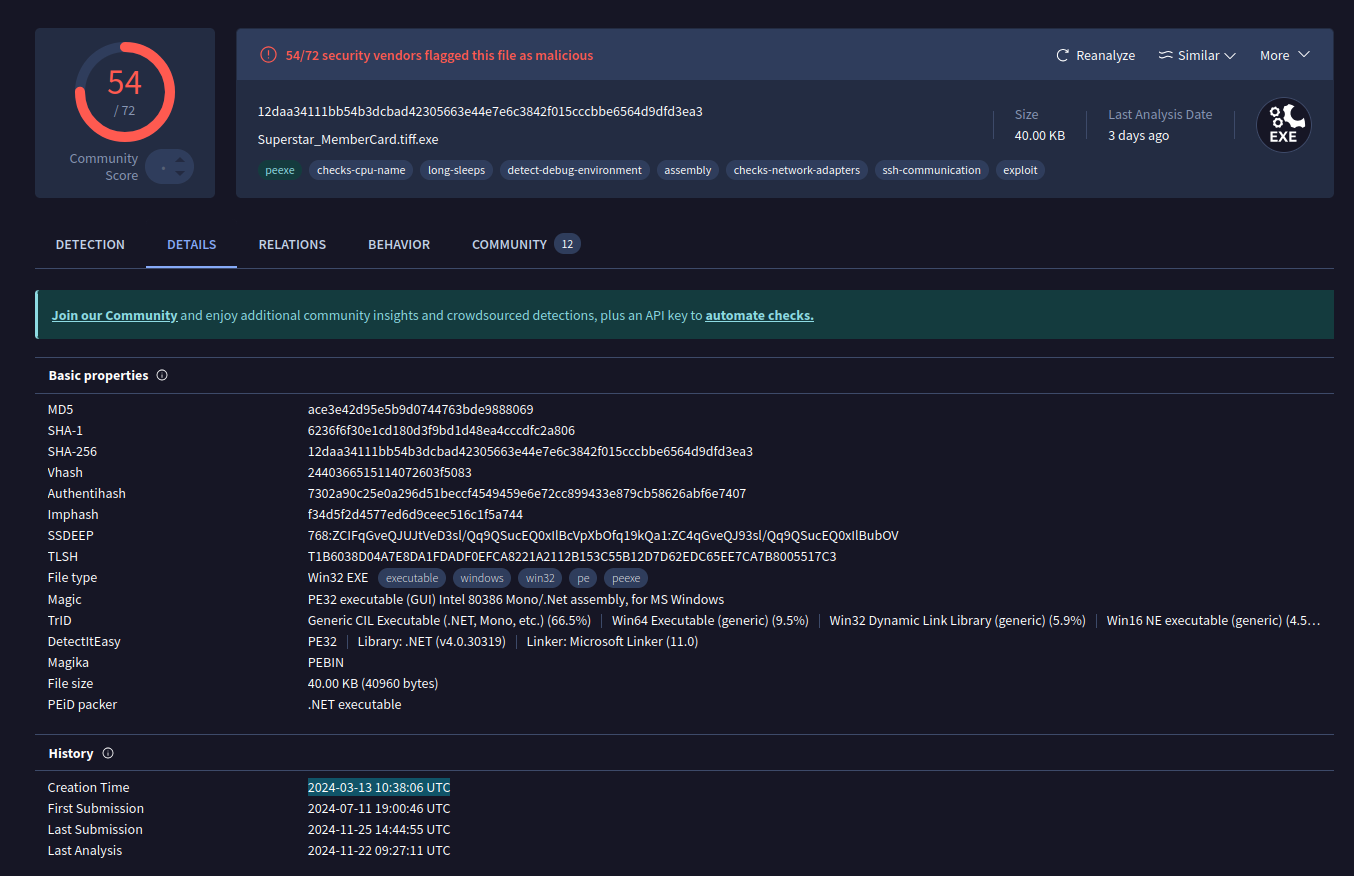 54
/ 72
Community
Score
54/72 security vendors flagged this file as malicious
Reanalyze
Similar
More
12daa34111bb54b3dcbad42305663e44e7e6c3842f015cccbbe6564d9dfd3ea3
Superstar_MemberCard.tiff.exe
Size
40.00 KB
Last Analysis Date
3 days ago
EXE
peexe checks-cpu-name long-sleeps detect-debug-environment assembly checks-network-adapters ssh-communication exploit
DETECTION DETAILS RELATIONS BEHAVIOR COMMUNITY 12
Join our Community and enjoy additional community insights and crowdsourced detections, plus an API key to automate checks.
Basic properties
MD5 ace3e42d95e5b9d0744763bde9888069
SHA-1 6236f6f30e1cd180d3f9bd1d48ea4cccdfc2a806
SHA-256 12daa34111bb54b3dcbad42305663e44e7e6c3842f015cccbbe6564d9dfd3ea3
Vhash 2440366515114072603f5083
Authentihash 7302a90c25e0a296d51beccf4549459e6e72cc899433e879cb58626abf6e7407
Imphash f34d5f2d4577ed6d9ceec516c1f5a744
SSDEEP 768:ZCIFqGveQJUJtVeD3sl/Qq9QSucEQ0xIlBcVpXbOfq19kQa1:ZC4qGveQJ93sl/Qq9QSucEQ0xIlBubOV
TLSH T1B6038D04A7E8DA1FDADF0EFCA8221A2112B153C55B12D7D62EDC65EE7CA7B8005517C3
File type Win32 EXE executable windows win32 pe peexe
Magic PE32 executable (GUI) Intel 80386 Mono/.Net assembly, for MS Windows
TrID Generic CIL Executable (.NET, Mono, etc.) (66.5%) Win64 Executable (generic) (9.5%) Win32 Dynamic Link Library (generic) (5.9%) Win16 NE executable (generic) (4.5…
DetectItEasy PE32 Library: .NET (v4.0.30319) Linker: Microsoft Linker (11.0)
Magika PEBIN
File size 40.00 KB (40960 bytes)
PEiD packer .NET executable
History
Creation Time 2024-03-13 10:38:06 UTC
First Submission 2024-07-11 19:00:46 UTC
Last Submission 2024-11-25 14:44:55 UTC
Last Analysis 2024-11-22 09:27:11 UTC